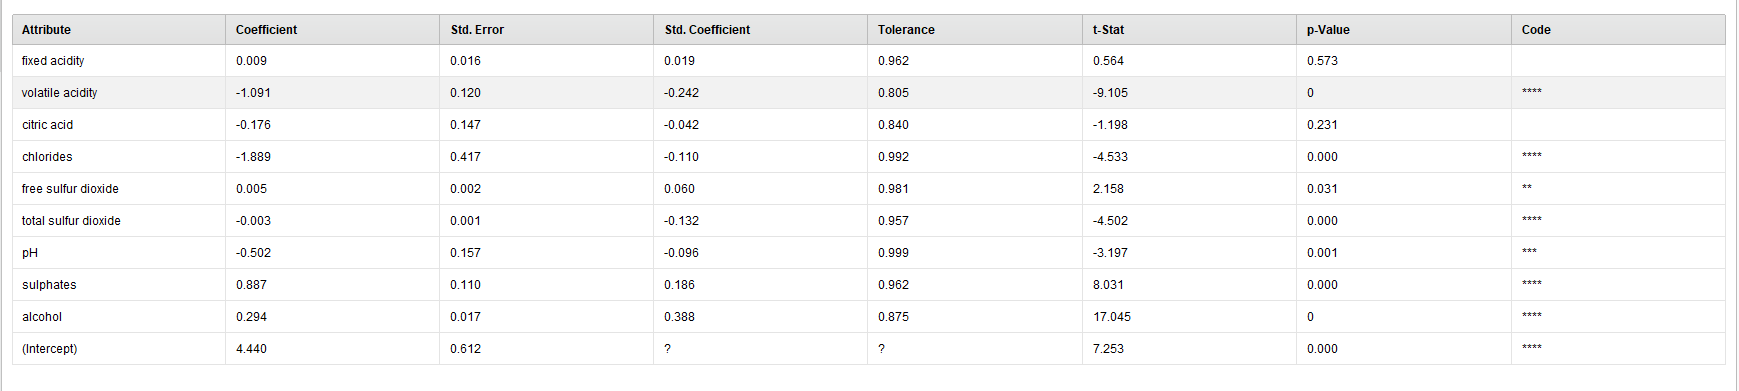 Attribute Coefficient Std. Error Std. Coefficient Tolerance t-Stat p-Value Code
fixed acidity 0.009 0.016 0.019 0.962 0.564 0.573
volatile acidity -1.091 0.120 -0.242 0.805 -9.105 0 ****
citric acid -0.176 0.147 -0.042 0.840 -1.198 0.231
chlorides -1.889 0.417 -0.110 0.992 -4.533 0.000 ****
free sulfur dioxide 0.005 0.002 0.060 0.981 2.158 0.031 **
total sulfur dioxide -0.003 0.001 -0.132 0.957 -4.502 0.000 ****
pH -0.502 0.157 -0.096 0.999 -3.197 0.001 ***
sulphates 0.887 0.110 0.186 0.962 8.031 0.000 ****
alcohol 0.294 0.017 0.388 0.875 17.045 0 ****
(Intercept) 4.440 0.612 ? ? 7.253 0.000 ****